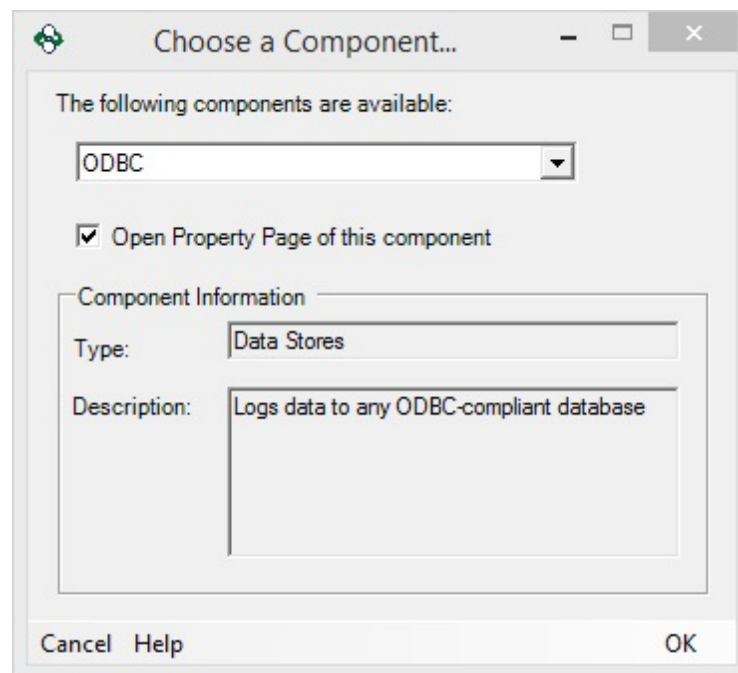 Choose a Component...
The following components are available:
ODBC
Open Property Page of this component
Component Information
Type:
Data Stores
Description:
Logs data to any ODBC-compliant database
Cancel Help OK